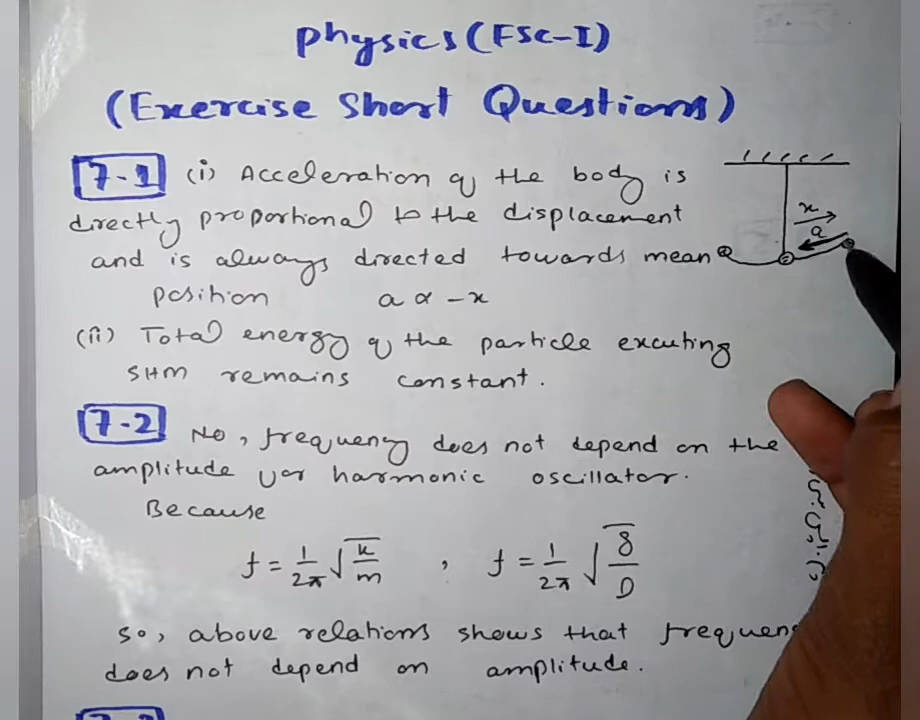 Physics (FSC-I)
(Exercise Short Questions)
7-1 (i) Acceleration of the body is
directly proportional to the displacement
and is always directed towards mean
position a α -x
(ii) Total energy of the particle excuting
SHM remains constant.
x
a
7-2 No, frequency does not depend on the
amplitude for harmonic oscillator.
Because
f = 1/2π √k/m , f = 1/2π √g/l
so, above relations shows that frequen
does not depend on amplitude.